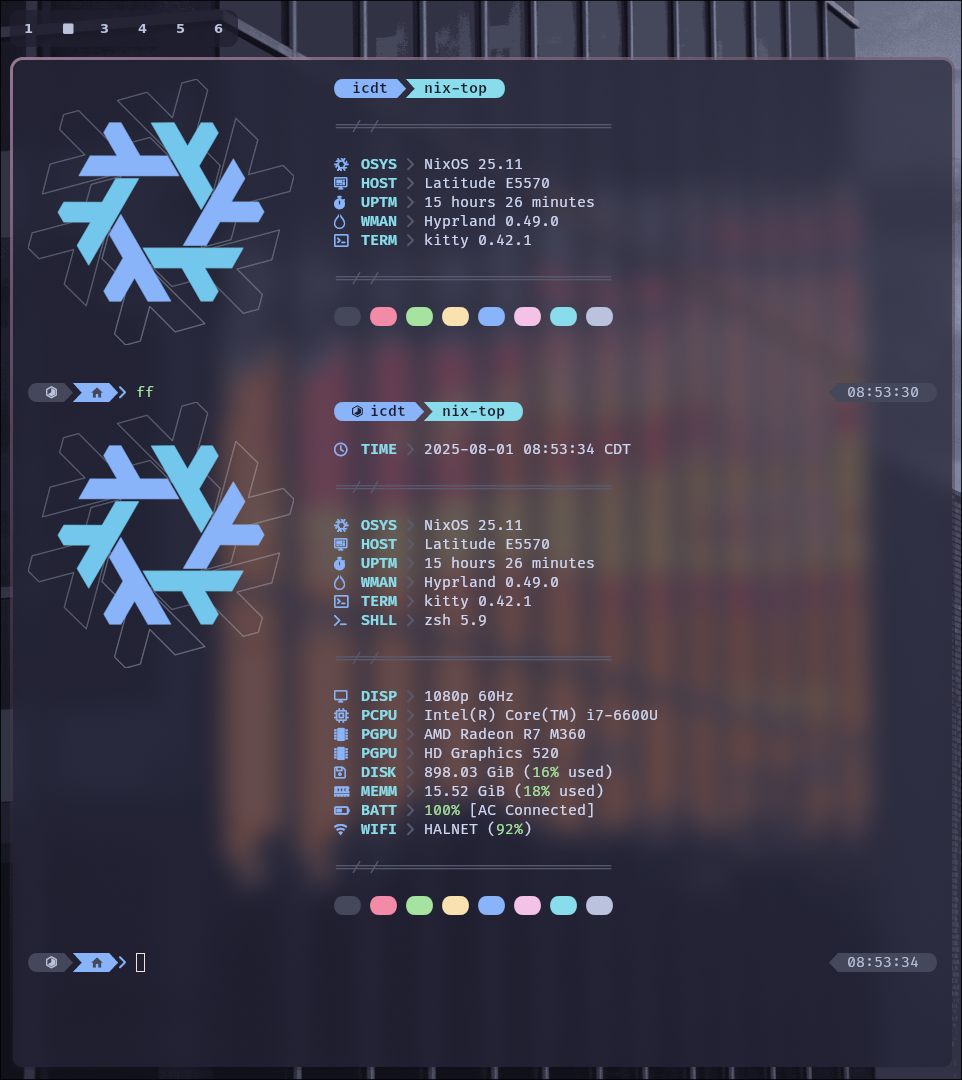 1 3 4 5 6
icdt nix-top
OSYS NixOS 25.11
HOST Latitude E5570
UPTM 15 hours 26 minutes
WMAN Hyprland 0.49.0
TERM kitty 0.42.1
ff 08:53:30
icdt nix-top
TIME 2025-08-01 08:53:34 CDT
OSYS NixOS 25.11
HOST Latitude E5570
UPTM 15 hours 26 minutes
WMAN Hyprland 0.49.0
TERM kitty 0.42.1
SHLL zsh 5.9
DISP 1080p 60Hz
PCPU Intel(R) Core(TM) i7-6600U
PGPU AMD Radeon R7 M360
PGPU HD Graphics 520
DISK 898.03 GiB (16% used)
MEMM 15.52 GiB (18% used)
BATT 100% [AC Connected]
WIFI HALNET (92%)
08:53:34